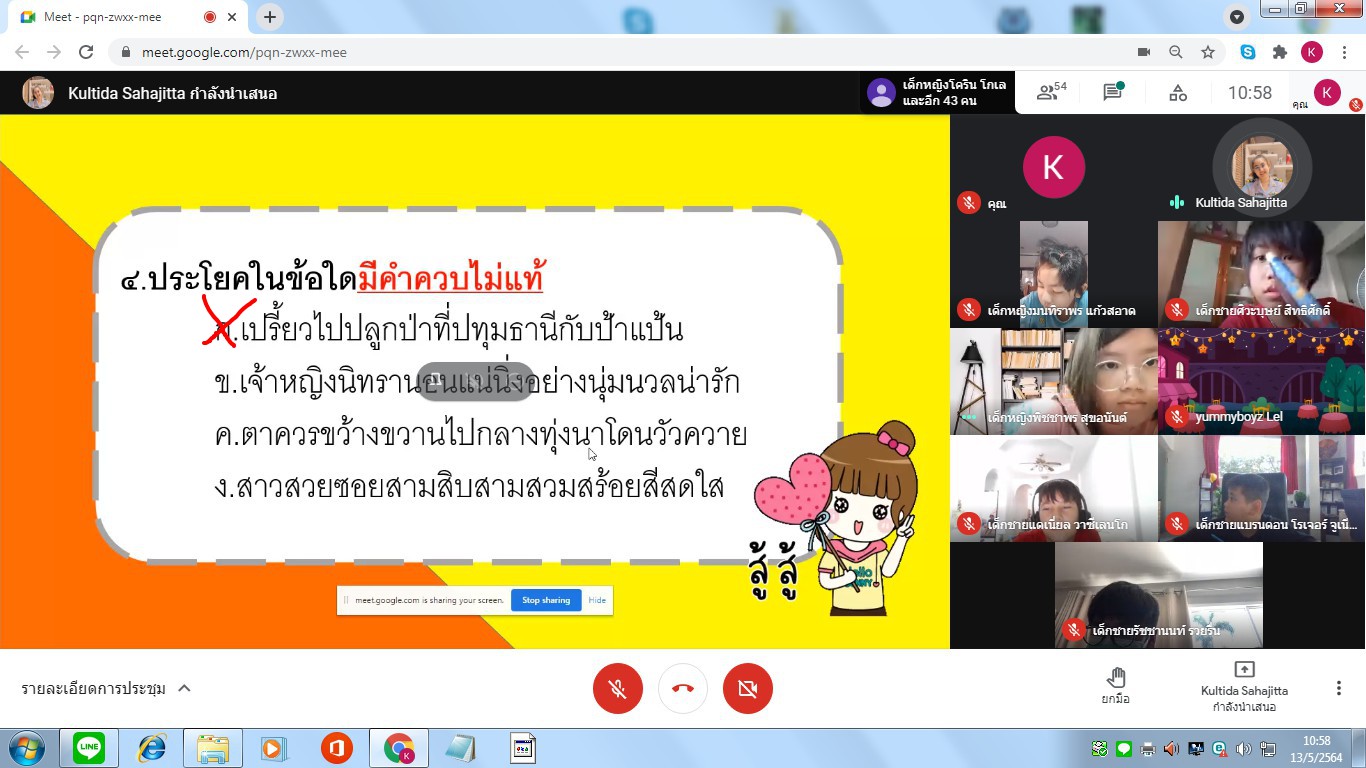 Meet - pqn-zwxx-mee
meet.google.com/pqn-zwxx-mee
K
Kultida Sahajitta กำลังนำเสนอ
เด็กหญิงโคริน โกเล
และอีก 43 คน
54
10:58
คุณ
K
๔.ประโยคในข้อใดมีคำควบไม่แท้
ก.เปรี้ยวไปปลูกป่าที่ปทุมธานีกับป้าแป้น
ข.เจ้าหญิงนิทรานอนแน่นิ่งอย่างนุ่มนวลน่ารัก
ค.ตาควรขว้างขวานไปกลางทุ่งนาโดนวัวควาย
ง.สาวสวยซอยสามสิบสามสวมสร้อยสีสดใส
สู้ สู้
Hello
meet.google.com is sharing your screen.
Stop sharing
Hide
K
คุณ
Kultida Sahajitta
เด็กหญิงมนทิราพร แก้วสอาด
เด็กชายศิวะบุษย์ สิทธิศักดิ์
เด็กหญิงพิชชาพร สุขอนันต์
yummyboyz Lel
เด็กชายแดเนี่ยล วาซีเลนโก
เด็กชายแบรนดอน โรเจอร์ จูเนี...
เด็กชายรัชชานนท์ รวยรื่น
รายละเอียดการประชุม
ยกมือ
Kultida Sahajitta
กำลังนำเสนอ
LINE
10:58
13/5/2564